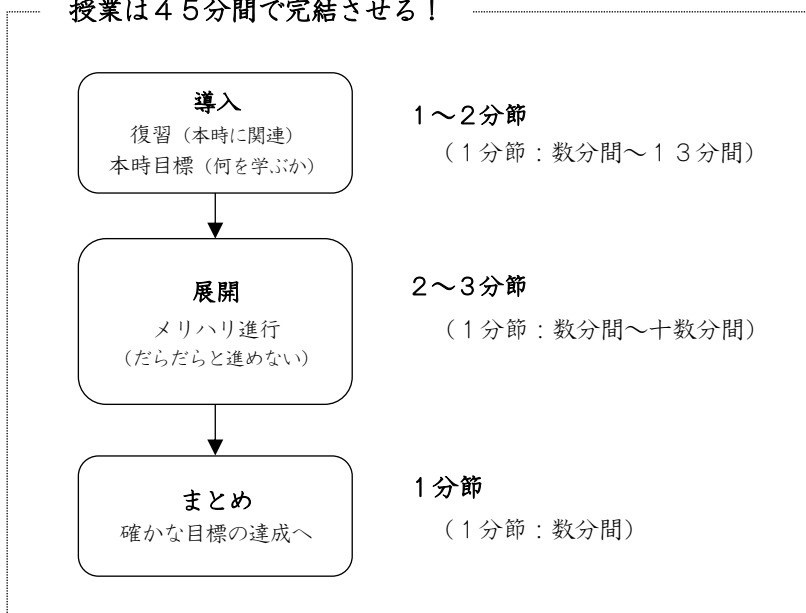 授業は４５分間で完結させる！
導入
復習（本時に関連）
本時目標（何を学ぶか）
１～２分節
（１分節：数分間～１３分間）
展開
メリハリ進行
（だらだらと進めない）
２～３分節
（１分節：数分間～十数分間）
まとめ
確かな目標の達成へ
１分節
（１分節：数分間）